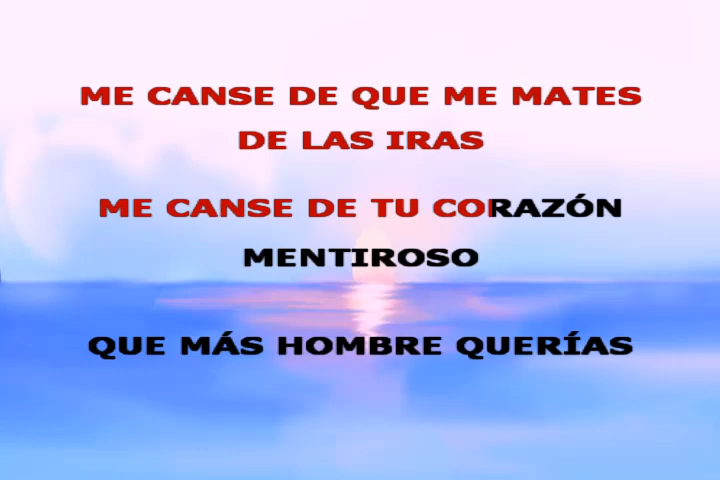 ME CANSE DE QUE ME MATES
DE LAS IRAS
ME CANSE DE TU CORAZÓN
MENTIROSO
QUE MÁS HOMBRE QUERÍAS